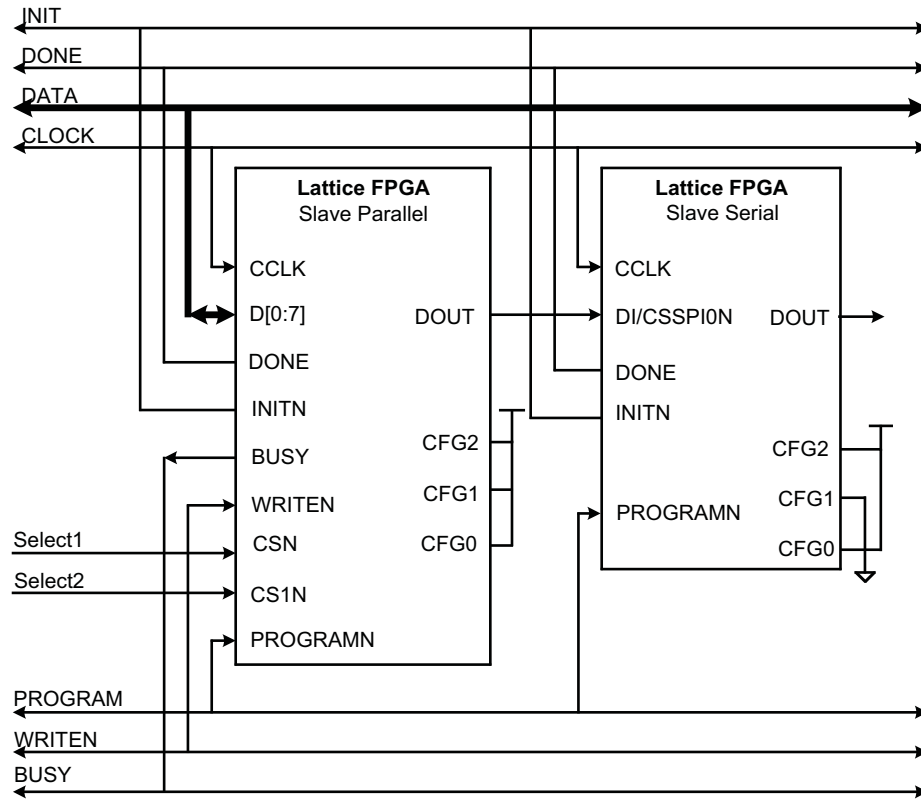 INIT
DONE
DATA
CLOCK
Lattice FPGA
Slave Parallel
CCLK
D[0:7]
DOUT
DONE
INITN
BUSY
CFG2
WRITEN
CFG1
CSN
CFG0
CS1N
PROGRAMN
Lattice FPGA
Slave Serial
CCLK
DI/CSSPI0N
DOUT
DONE
INITN
CFG2
CFG1
PROGRAMN
CFG0
Select1
Select2
PROGRAM
WRITEN
BUSY